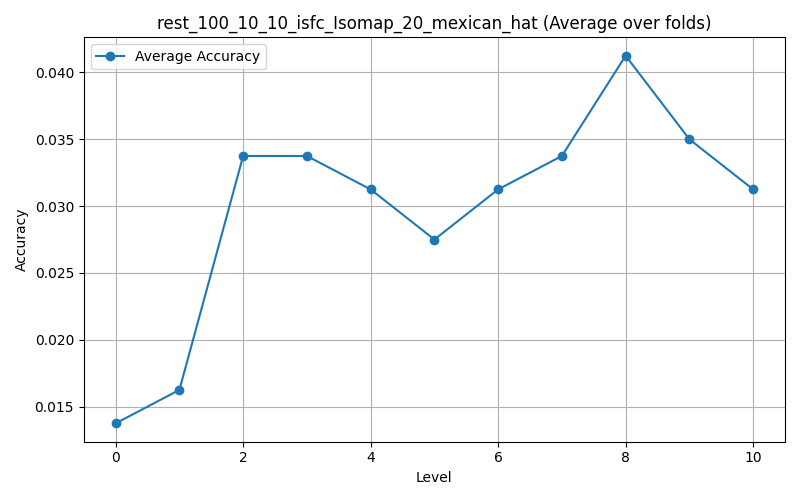 rest_100_10_10_isfc_Isomap_20_mexican_hat (Average over folds)
Average Accuracy
0.040
0.035
0.030
0.025
0.020
0.015
Accuracy
0 2 4 6 8 10
Level